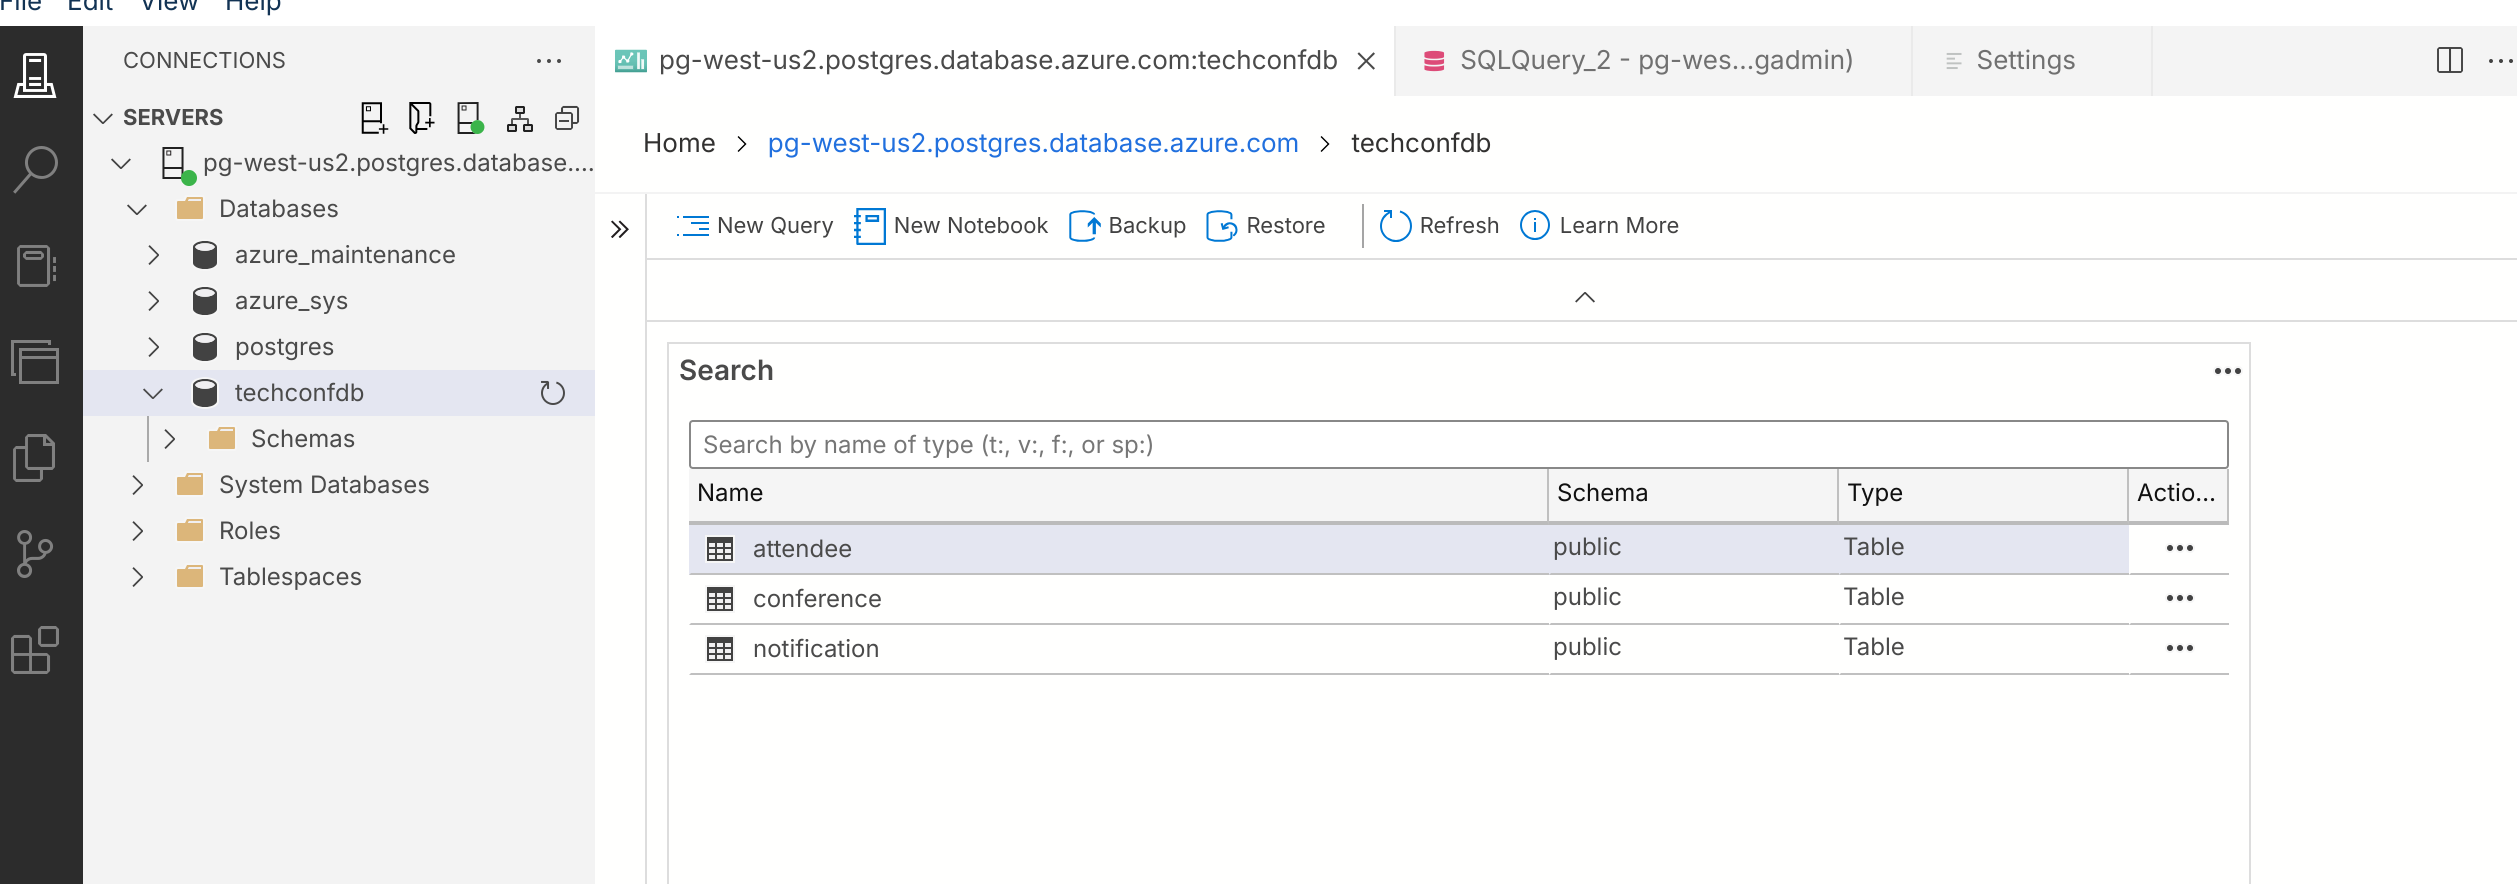 File Edit View Help
CONNECTIONS
SERVERS
pg-west-us2.postgres.database....
Databases
azure_maintenance
azure_sys
postgres
techconfdb
Schemas
System Databases
Roles
Tablespaces
pg-west-us2.postgres.database.azure.com:techconfdb
SQLQuery_2 - pg-wes...gadmin)
Settings
Home > pg-west-us2.postgres.database.azure.com > techconfdb
New Query New Notebook Backup Restore Refresh Learn More
Search
Search by name of type (t:, v:, f:, or sp:)
Name Schema Type Actio...
attendee public Table
conference public Table
notification public Table